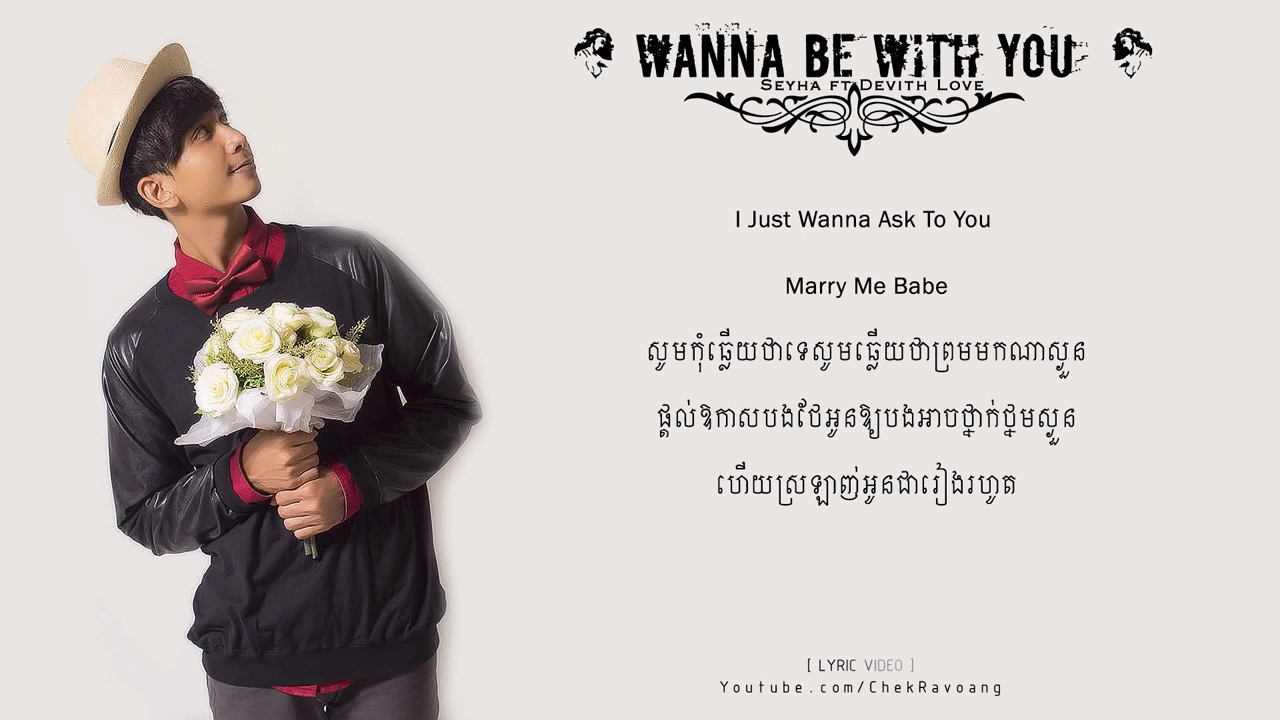 WANNA BE WITH YOU
SEYHA FT DEVITH LOVE
I Just Wanna Ask To You
Marry Me Babe
សូមកុំឆ្លើយថាទេសូមឆ្លើយថាព្រមមកណាស្ងួន
ផ្ដល់ឱកាសបងថែអូនឱ្យបងអាចថ្នាក់ថ្នមស្ងួន
ហើយស្រឡាញ់អូនជារៀងរហូត
[ LYRIC VIDEO ]
Youtube.com/ChekRavoang